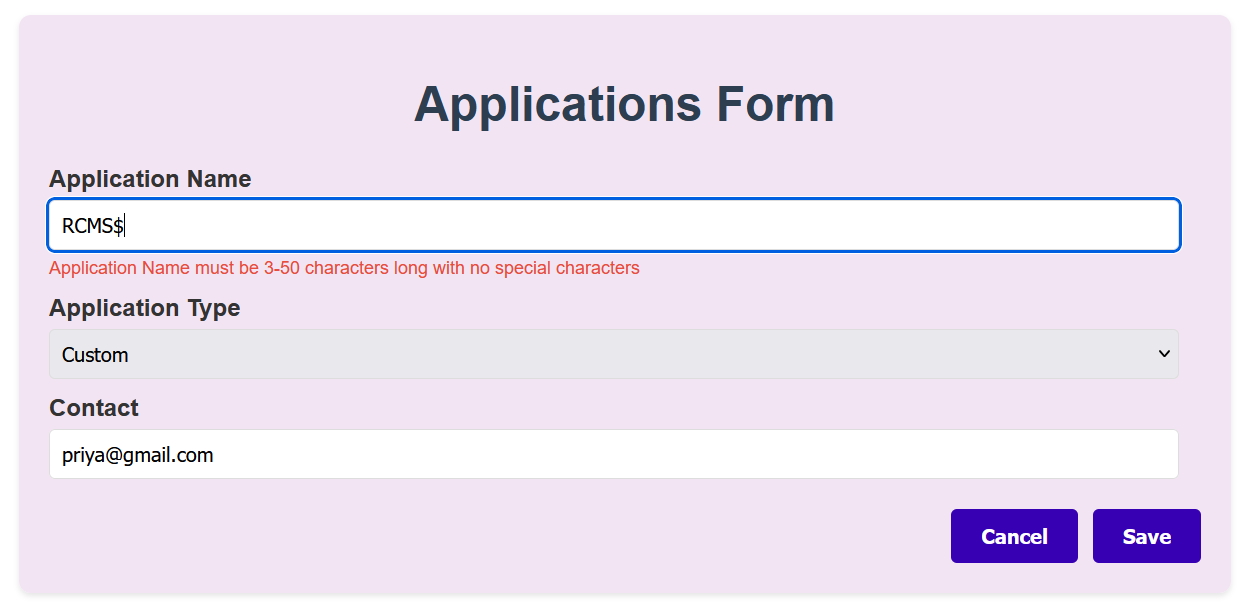 Applications Form
Application Name
RCMS$
Application Name must be 3-50 characters long with no special characters
Application Type
Custom
Contact
priya@gmail.com
Cancel Save